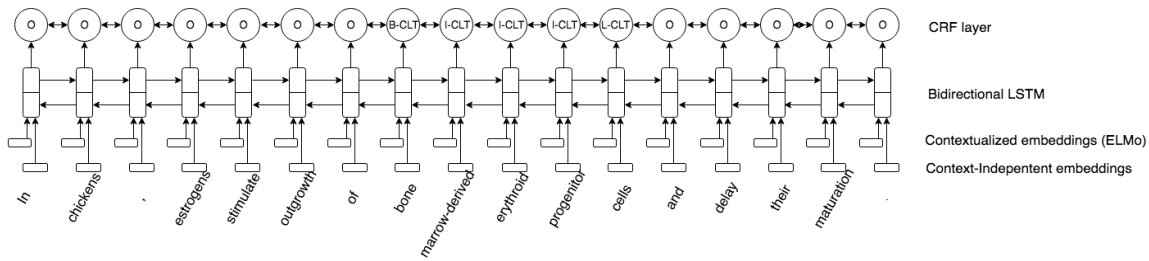 O O O O O O O B-CLT I-CLT I-CLT I-CLT L-CLT O O O O O CRF layer
Bidirectional LSTM
Contextualized embeddings (ELMo)
Context-Indepentent embeddings
In chickens , estrogens stimulate outgrowth of bone marrow-derived erythroid progenitor cells and delay their maturation .